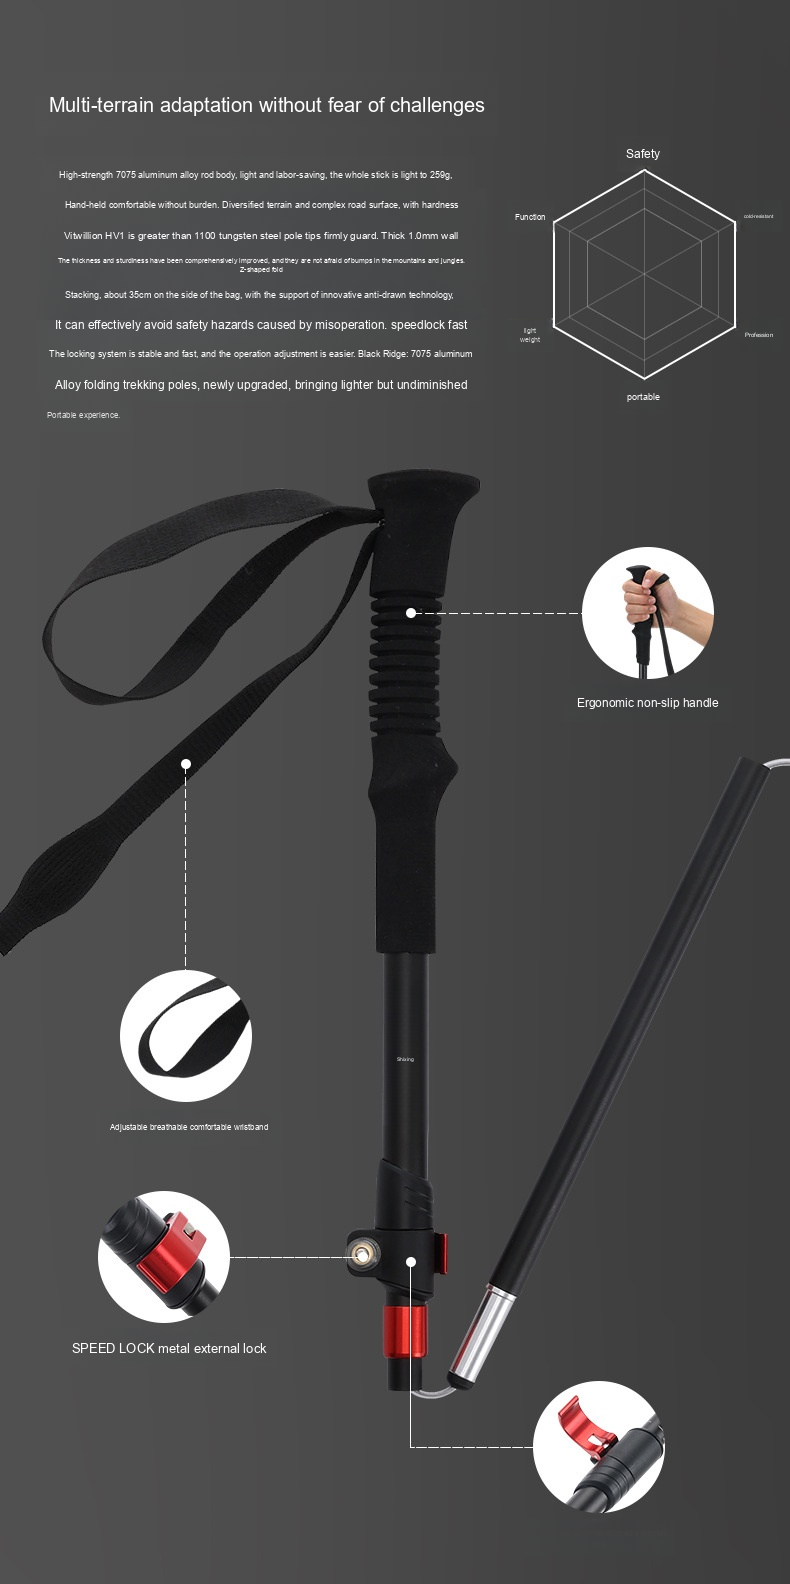 Multi-terrain adaptation without fear of challenges
High-strength 7075 aluminum alloy rod body, light and labor-saving, the whole stick is light to 259g,
Hand-held comfortable without burden. Diversified terrain and complex road surface, with hardness
Vitwillion HV1 is greater than 1100 tungsten steel pole tips firmly guard. Thick 1.0mm wall
The thickness and sturdiness have been comprehensively improved, and they are not afraid of bumps in the mountains and jungles.
Z-shaped fold
Stacking, about 35cm on the side of the bag, with the support of innovative anti-drawn technology,
It can effectively avoid safety hazards caused by misoperation. speedlock fast
The locking system is stable and fast, and the operation adjustment is easier. Black Ridge: 7075 aluminum
Alloy folding trekking poles, newly upgraded, bringing lighter but undiminished
Portable experience.
Safety
Function
cold-resistant
light
weight
Profession
portable
Ergonomic non-slip handle
Shixing
Adjustable breathable comfortable wristband
SPEED LOCK metal external lock